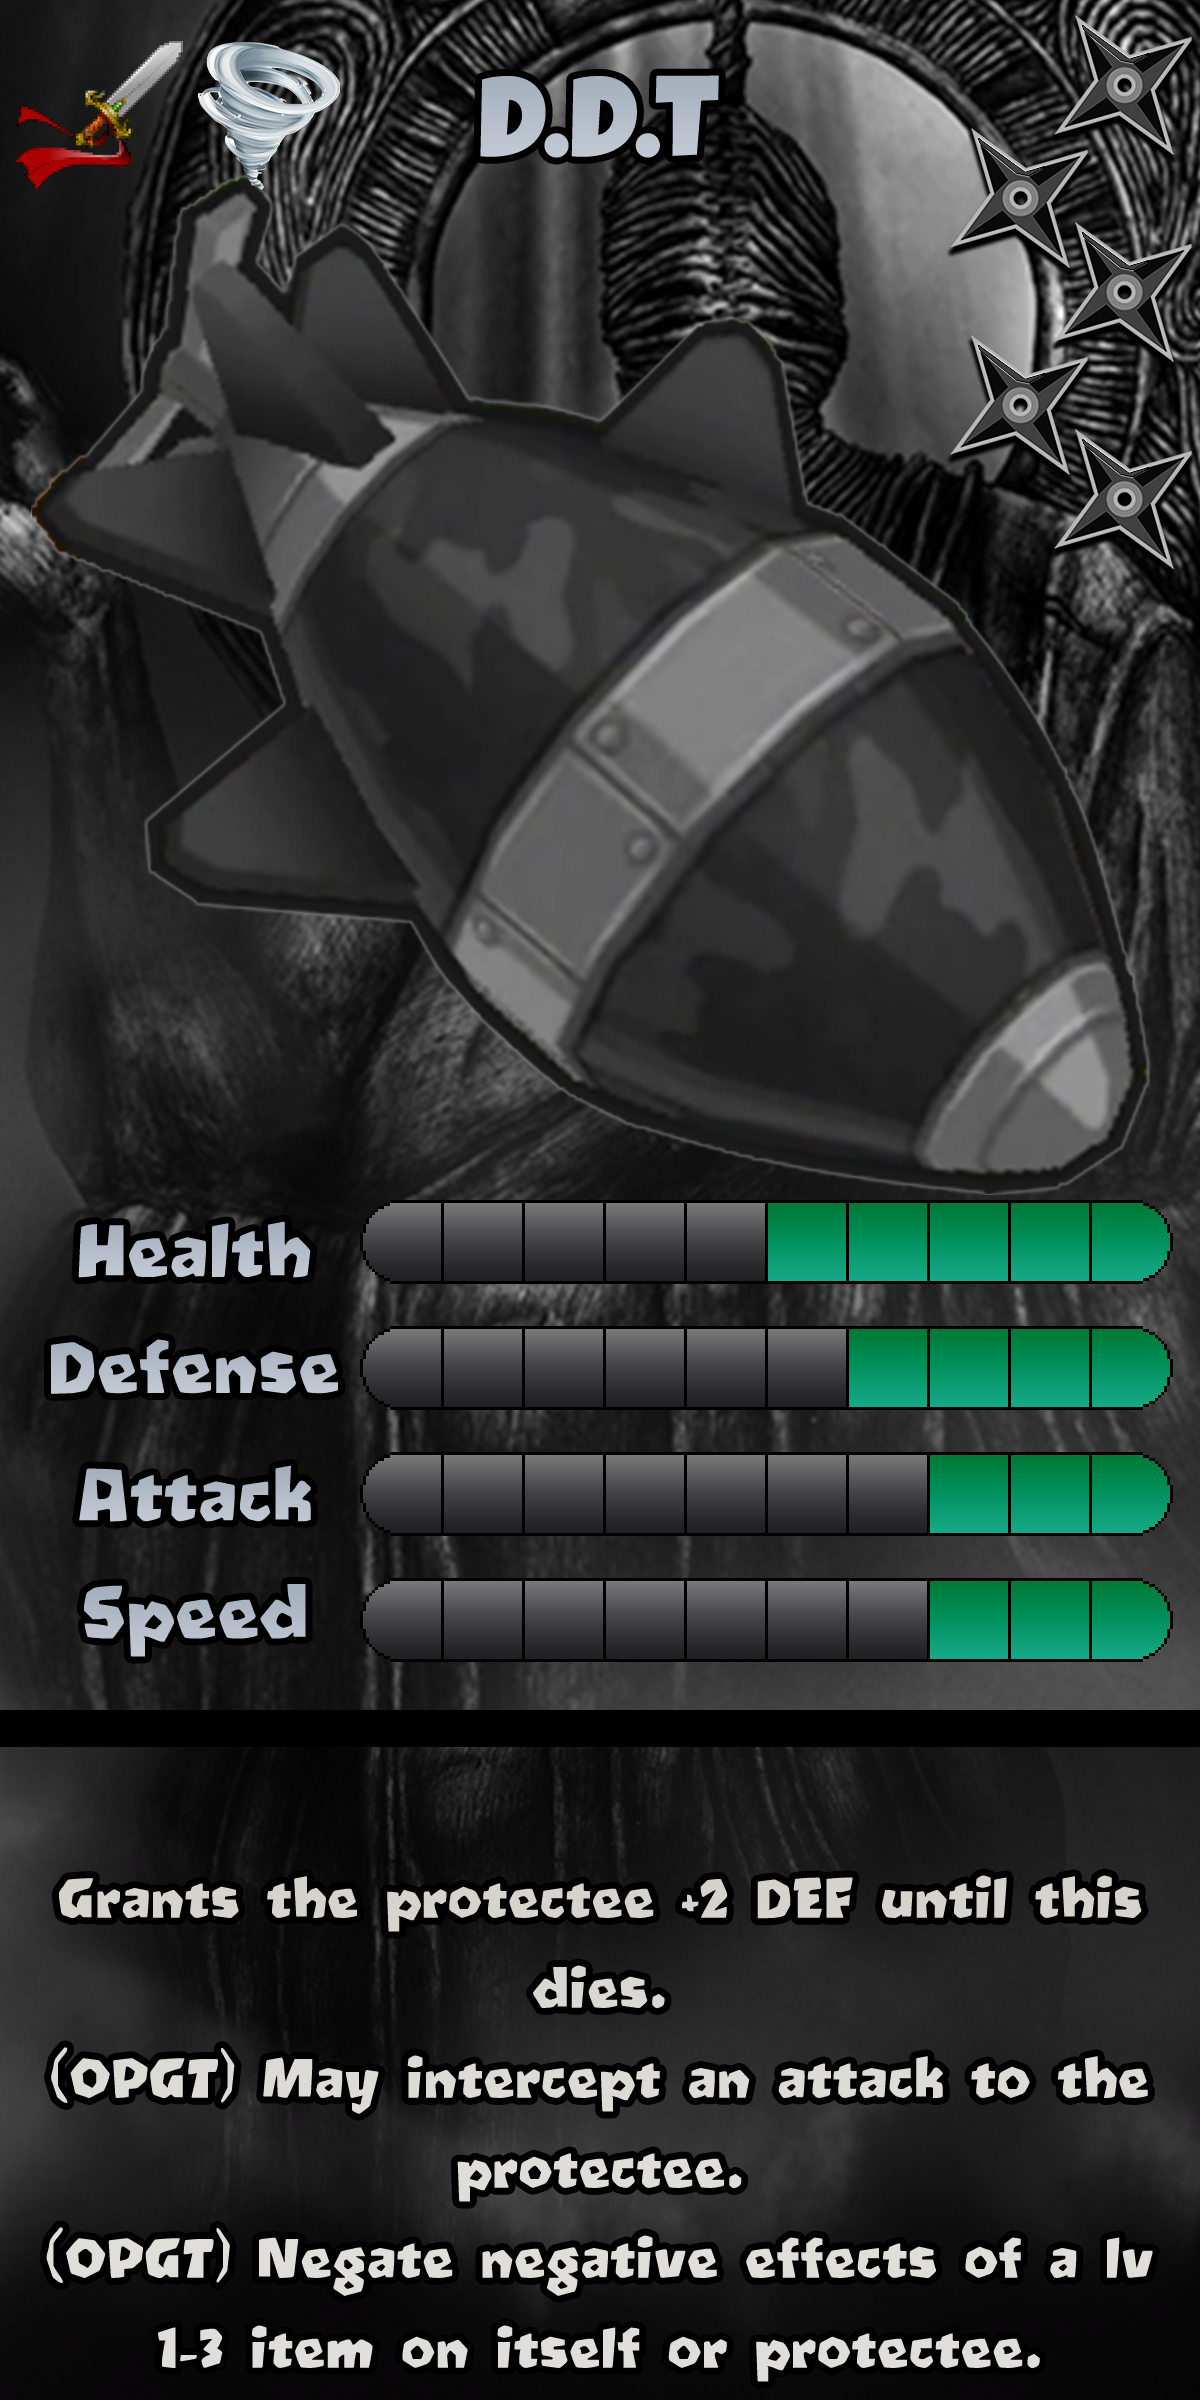 D.D.T
Health
Defense
Attack
Speed
Grants the protectee +2 DEF until this
dies.
(OPGT) May intercept an attack to the
protectee.
(OPGT) Negate negative effects of a lv
1-3 item on itself or protectee.